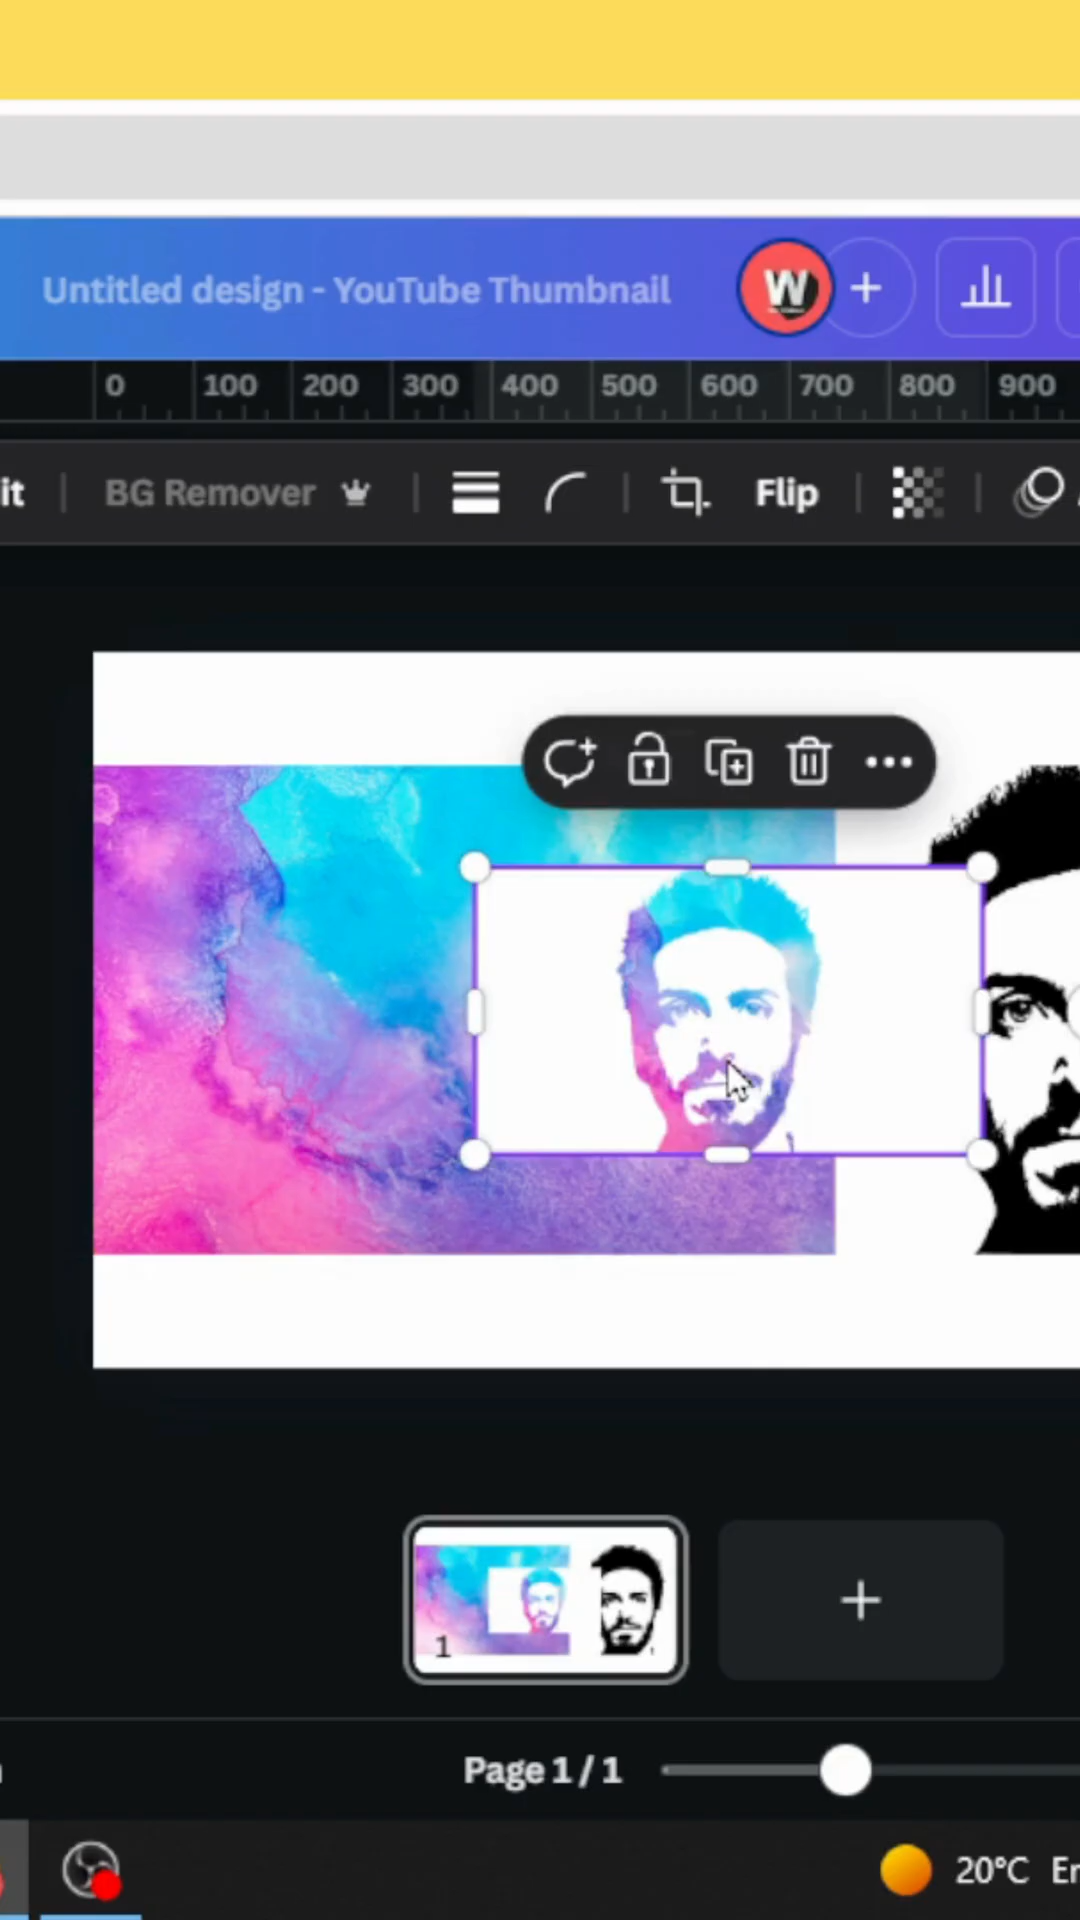 Untitled design - YouTube Thumbnail
W
0 100 200 300 400 500 600 700 800 900
it BG Remover Flip
1
Page 1 / 1
20°C